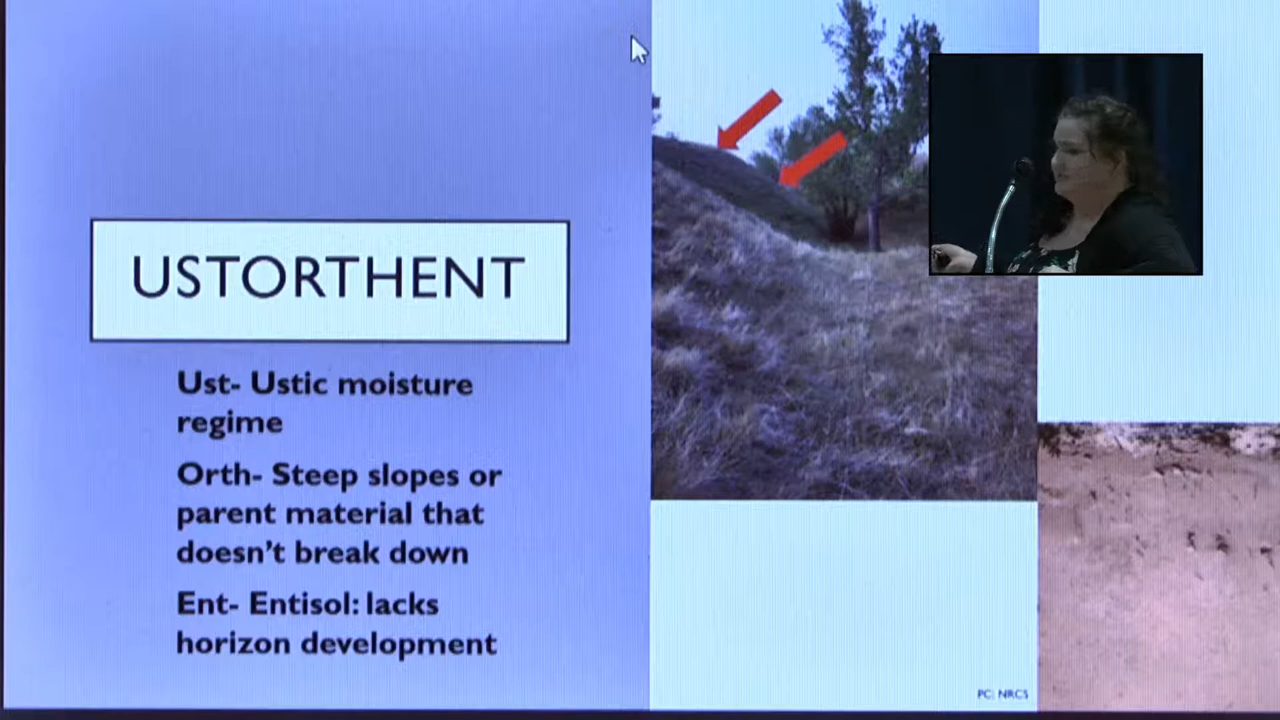 USTORTHENT
Ust- Ustic moisture
regime
Orth- Steep slopes or
parent material that
doesn't break down
Ent- Entisol: lacks
horizon development
PC: NRCS